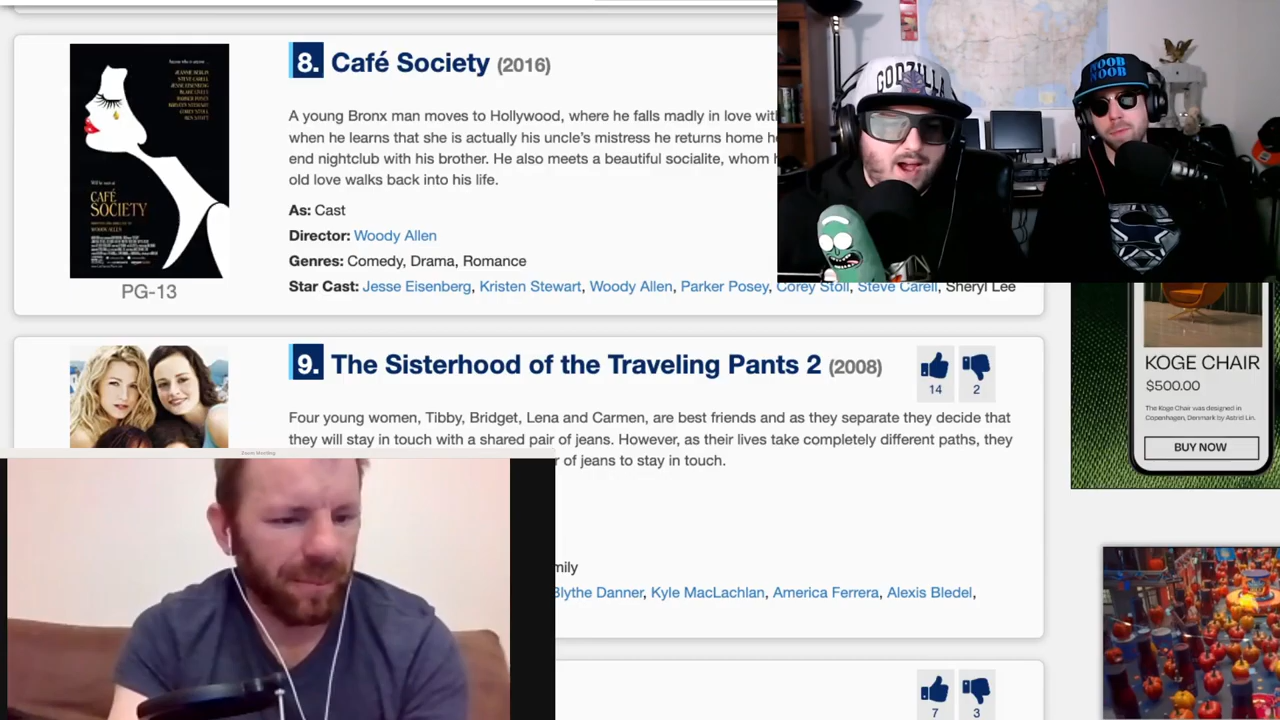 8. Café Society (2016)
A young Bronx man moves to Hollywood, where he falls madly in love wit
when he learns that she is actually his uncle's mistress he returns home
end nightclub with his brother. He also meets a beautiful socialite, whom
old love walks back into his life.
As: Cast
Director: Woody Allen
Genres: Comedy, Drama, Romance
Star Cast: Jesse Eisenberg, Kristen Stewart, Woody Allen, Parker Posey, Corey Stoll, Steve Carell, Sheryl Lee
CAFÉ
SOCIETY
WOODY ALLEN
PG-13
GODZILLA
NOOB
NOOB
9. The Sisterhood of the Traveling Pants 2 (2008)
14
2
Four young women, Tibby, Bridget, Lena and Carmen, are best friends and as they separate they decide that
they will stay in touch with a shared pair of jeans. However, as their lives take completely different paths, they
r of jeans to stay in touch.
mily
Blythe Danner, Kyle MacLachlan, America Ferrera, Alexis Bledel,
7
3
Zoom Meeting
KOGE CHAIR
$500.00
The Koge Chair was designed in
Copenhagen, Denmark by Astrid Lin.
BUY NOW